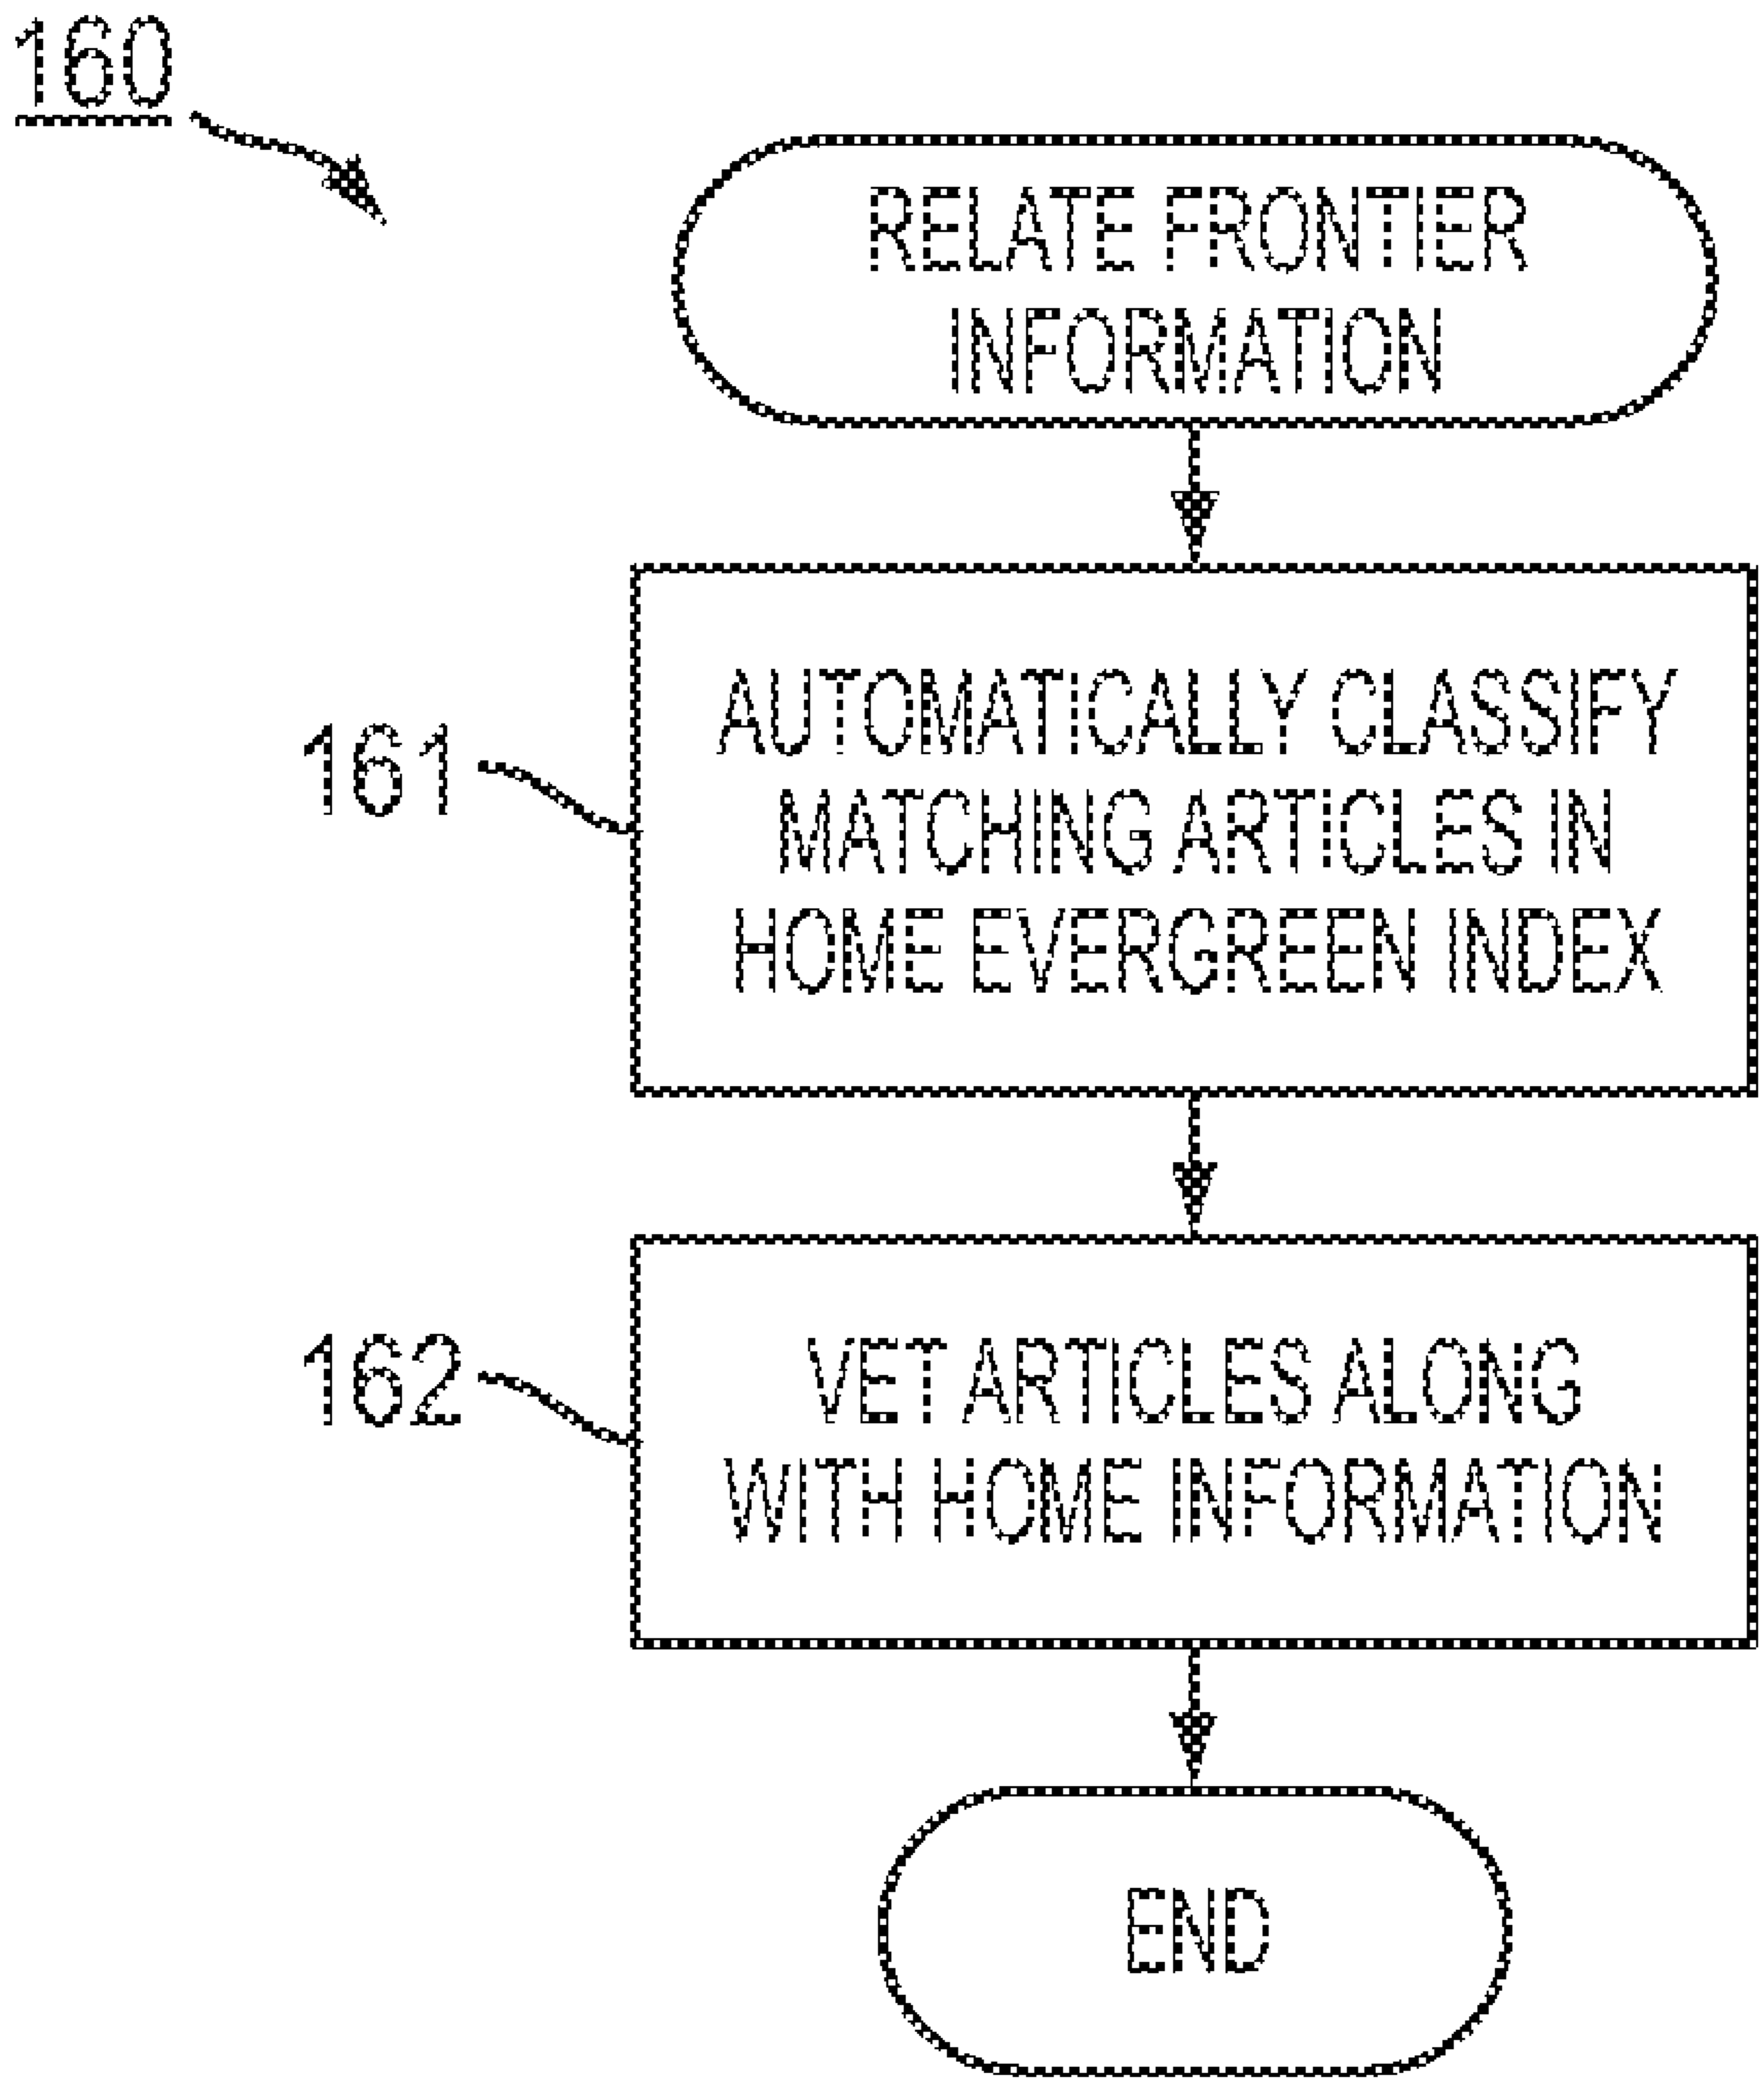 160
RELATE FRONTIER
INFORMATION
161
AUTOMATICALLY CLASSIFY
MATCHING ARTICLES IN
HOME EVERGREEN INDEX
162
VET ARTICLES ALONG
WITH HOME INFORMATION
END